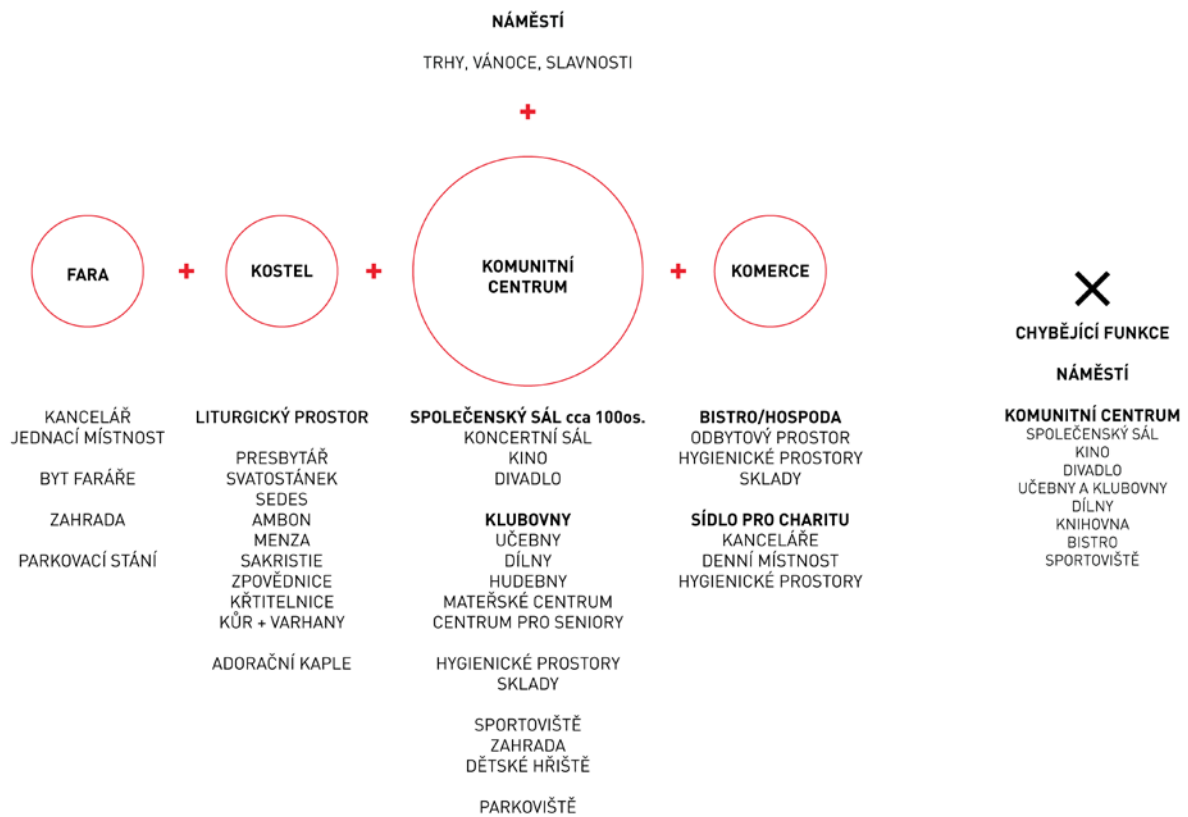 NÁMĚSTÍ
TRHY, VÁNOCE, SLAVNOSTI
+
FARA
+
KOSTEL
+
KOMUNITNÍ
CENTRUM
+
KOMERCE
KANCELÁŘ
JEDNACÍ MÍSTNOST
BYT FARÁŘE
ZAHRADA
PARKOVACÍ STÁNÍ
LITURGICKÝ PROSTOR
PRESBYTÁŘ
SVATOSTÁNEK
SEDES
AMBON
MENZA
SAKRISTIE
ZPOVĚDNICE
KŘTITELNICE
KŮR + VARHANY
ADORAČNÍ KAPLE
SPOLEČENSKÝ SÁL cca 100os.
KONCERTNÍ SÁL
KINO
DIVADLO
KLUBOVNY
UČEBNY
DÍLNY
HUDEBNY
MATEŘSKÉ CENTRUM
CENTRUM PRO SENIORY
HYGIENICKÉ PROSTORY
SKLADY
SPORTOVIŠTĚ
ZAHRADA
DĚTSKÉ HŘIŠTĚ
PARKOVIŠTĚ
BISTRO/HOSPODA
ODBYTOVÝ PROSTOR
HYGIENICKÉ PROSTORY
SKLADY
SÍDLO PRO CHARITU
KANCELÁŘE
DENNÍ MÍSTNOST
HYGIENICKÉ PROSTORY
CHYBĚJÍCÍ FUNKCE
NÁMĚSTÍ
KOMUNITNÍ CENTRUM
SPOLEČENSKÝ SÁL
KINO
DIVADLO
UČEBNY A KLUBOVNY
DÍLNY
KNIHOVNA
BISTRO
SPORTOVIŠTĚ